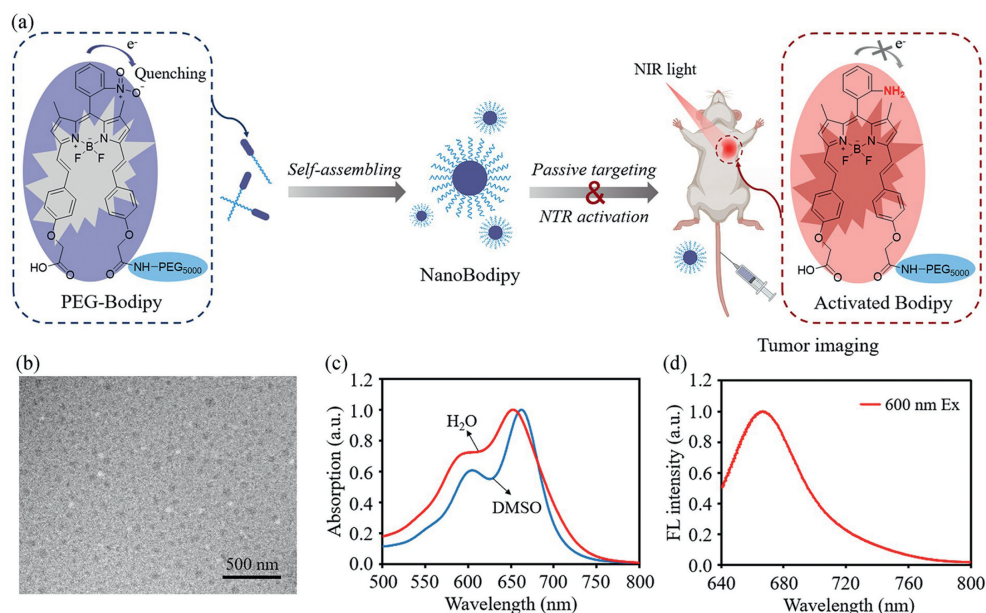 (a)
e-
Quenching
O
N
+
O
-
N
+
B
-
N
F
F
O
O
HO
O
O
NH-PEG5000
PEG-Bodipy
Self-assembling
NanoBodipy
Passive targeting
&
NTR activation
NIR light
Tumor imaging
e-
NH2
N
+
B
-
N
F
F
O
O
HO
O
O
NH-PEG5000
Activated Bodipy
(b)
500 nm
(c)
Absorption (a.u.)
1.0
0.8
0.6
0.4
0.2
0.0
H2O
DMSO
500
550
600
650
700
750
800
Wavelength (nm)
(d)
FL intensity (a.u.)
1.2
1.0
0.8
0.6
0.4
0.2
0.0
600 nm Ex
640
680
720
760
800
Wavelength (nm)